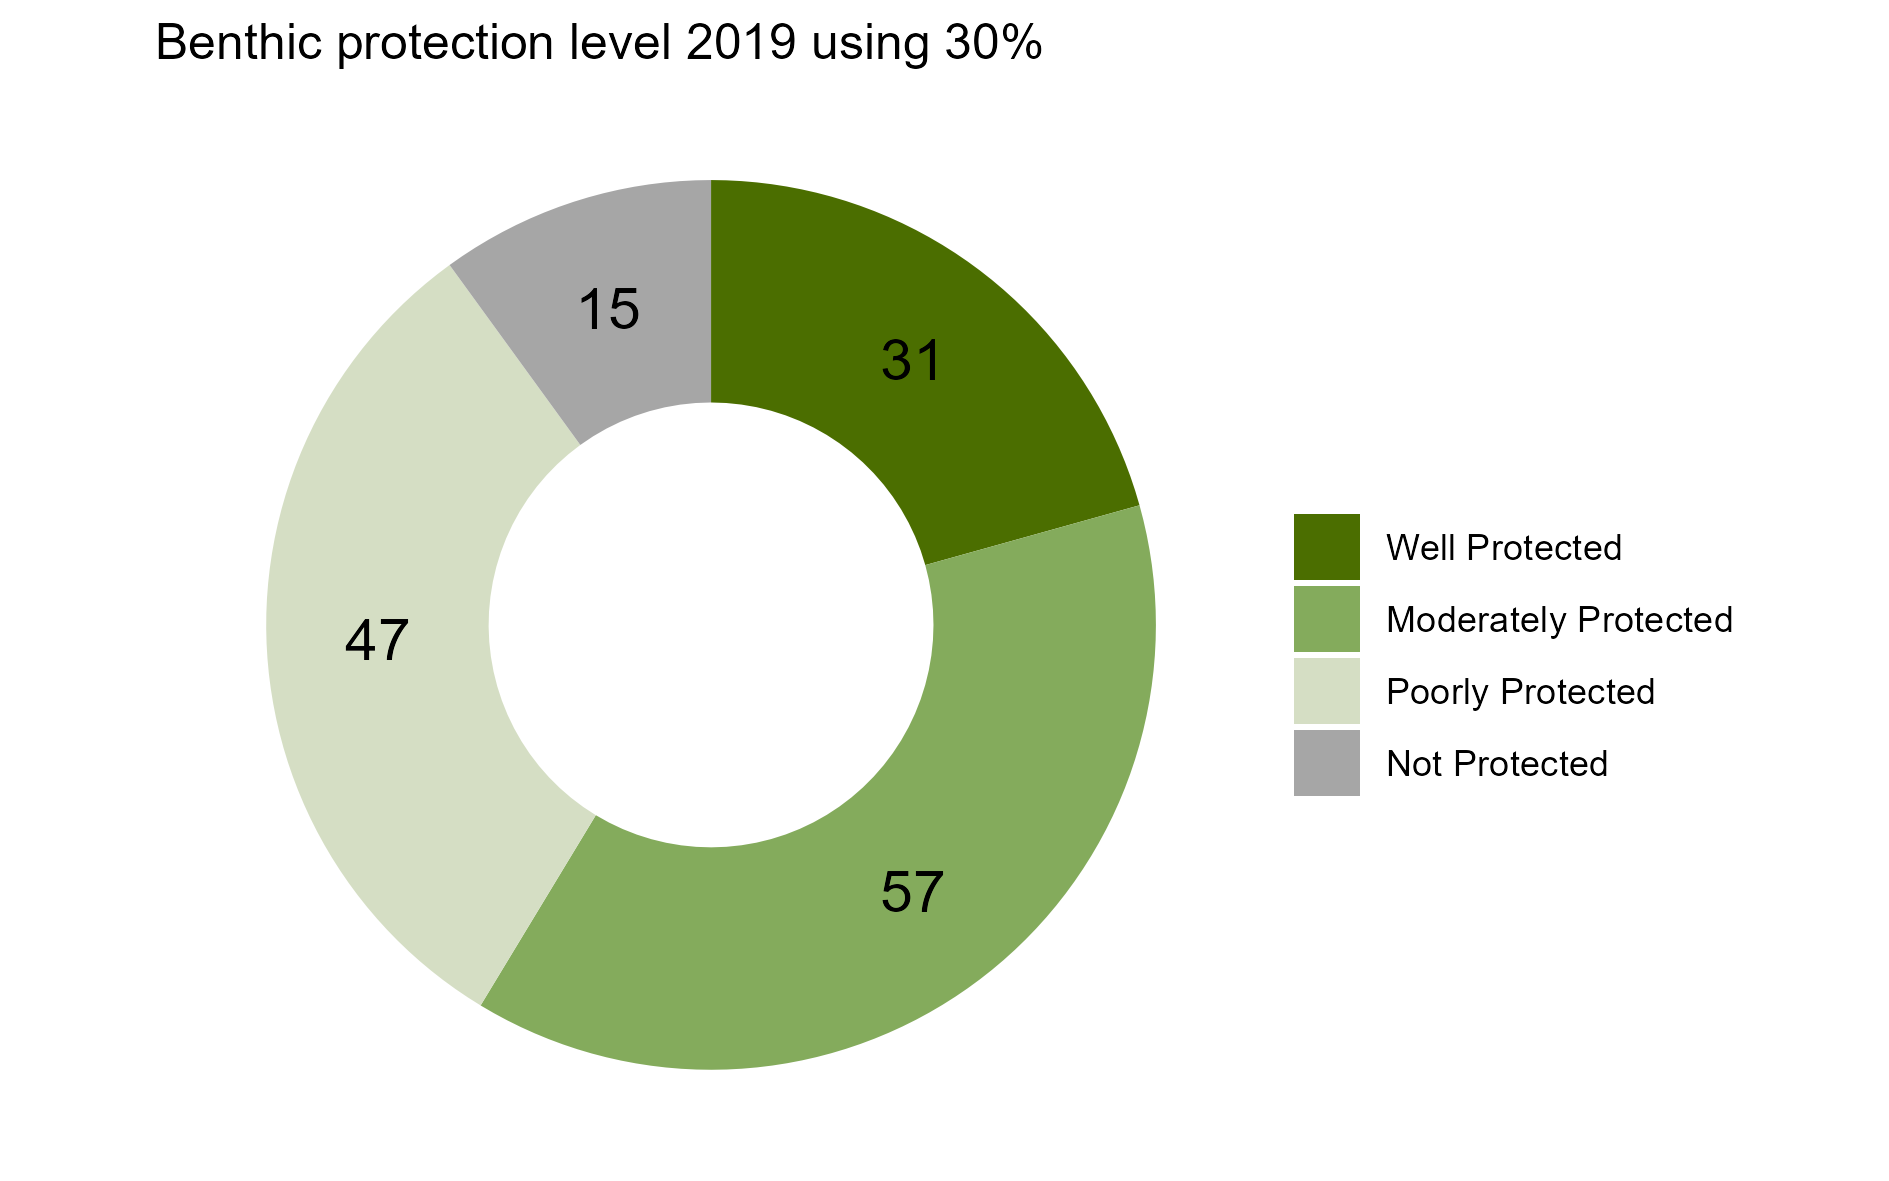 Benthic protection level 2019 using 30%
15
31
47
57
Well Protected
Moderately Protected
Poorly Protected
Not Protected